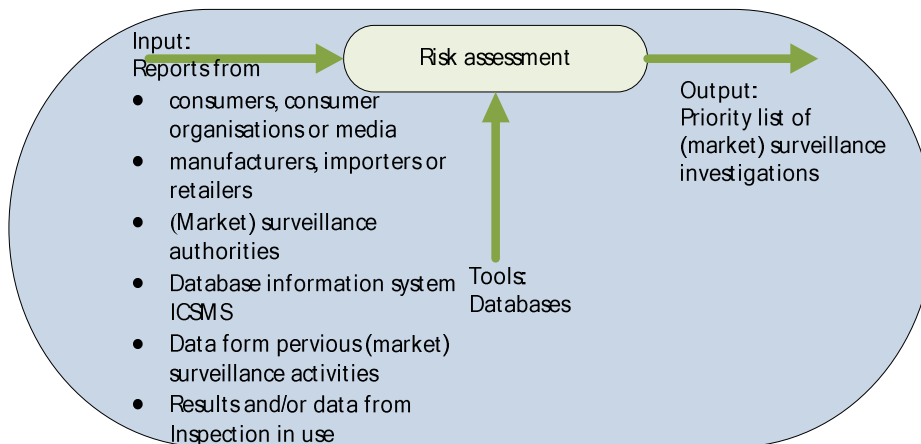 Input:
Reports from
• consumers, consumer
organisations or media
• manufacturers, importers or
retailers
• (Market) surveillance
authorities
• Database information system
ICSMS
• Data form pervious (market)
surveillance activities
• Results and/or data from
Inspection in use
Risk assessment
Tools:
Databases
Output:
Priority list of
(market) surveillance
investigations